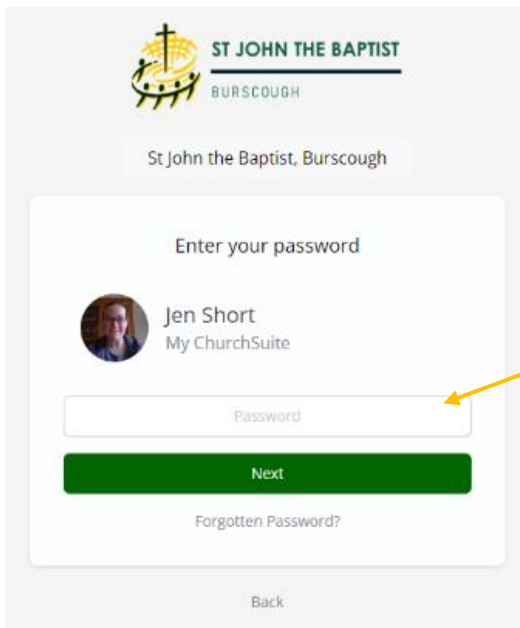 ST JOHN THE BAPTIST
BURSCOUGH
St John the Baptist, Burscough
Enter your password
Jen Short
My ChurchSuite
Password
Next
Forgotten Password?
Back